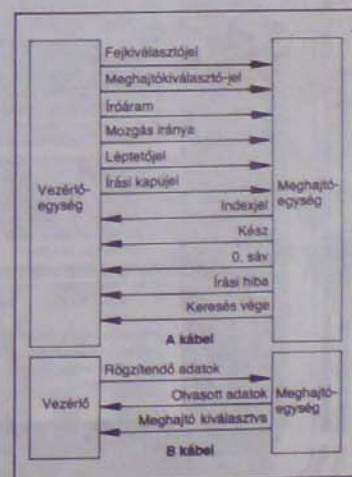 Fejkiválasztójel
Meghajtókiválasztó-jel
Íróáram
Mozgás iránya
Léptetőjel
Írási kapujel
Vezérlő-
egység
Meghajtó-
egység
Indexjel
Kész
0. sáv
Írási hiba
Keresés vége
A kábel
Rögzítendő adatok
Vezérlő
Olvasott adatok
Meghajtó-
egység
Meghajtó kiválasztva
B kábel